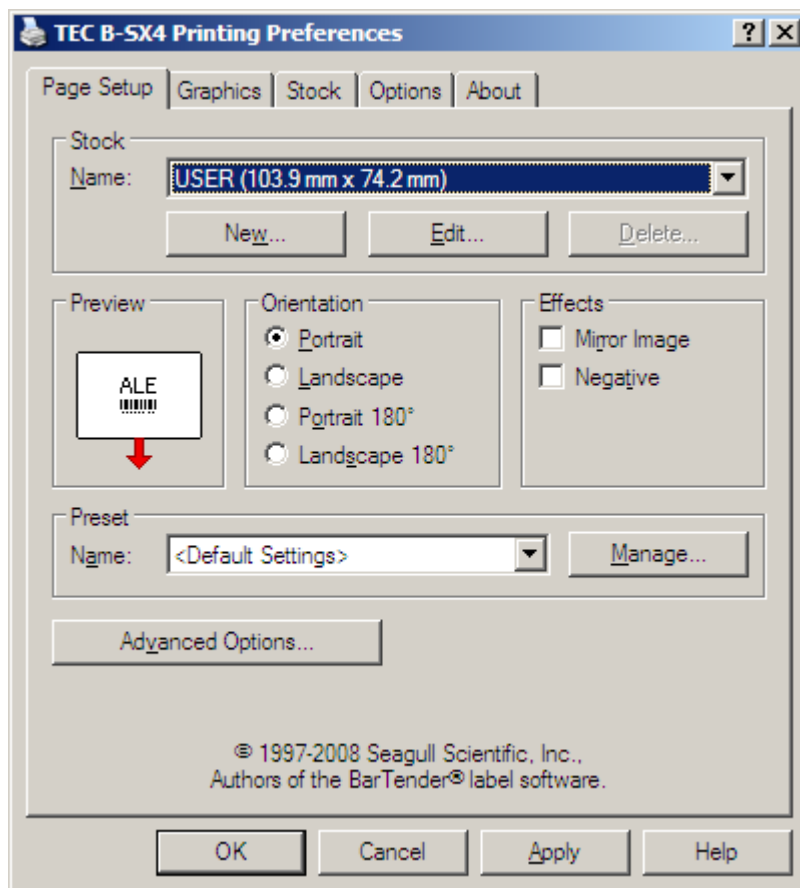 TEC B-SX4 Printing Preferences
Page Setup Graphics Stock Options About
Stock
Name: USER (103.9 mm x 74.2 mm)
New... Edit... Delete...
Preview Orientation Effects
Portrait Mirror Image
ALE
Landscape Negative
Portrait 180°
Landscape 180°
Preset
Name: <Default Settings> Manage...
Advanced Options...
© 1997-2008 Seagull Scientific, Inc.,
Authors of the BarTender® label software.
OK Cancel Apply Help